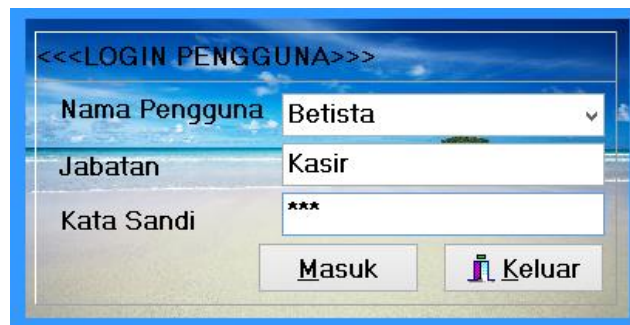 <<<LOGIN PENGGUNA>>>
Nama Pengguna Betista
Jabatan Kasir
Kata Sandi ***
Masuk Keluar